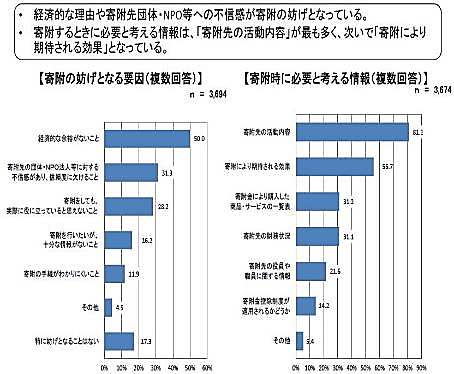 • 経済的な理由や寄附先団体・NPO等への不信感が寄附の妨げとなっている。
• 寄附するときに必要と考える情報は、「寄附先の活動内容」が最も多く、次いで「寄附により
期待される効果」となっている。
【寄附の妨げとなる要因(複数回答)】
n = 3,694
経済的な余裕がないこと
50.0
寄附先の団体・NPO法人等に対する
不信感があり、信頼度に欠けること
31.3
寄附をしても、
実際に役に立っていると思えないこと
28.2
寄附を行いたいが、
十分な情報がないこと
16.2
寄附の手続がわかりにくいこと
11.9
その他
4.5
特に妨げとなることはない
17.3
0% 10% 20% 30% 40% 50% 60%
【寄附時に必要と考える情報(複数回答)】
n = 3,674
寄附先の活動内容
81.2
寄附により期待される効果
55.7
寄附金により購入した
商品・サービスの一覧表
31.2
寄附先の財務状況
31.1
寄附先の役員や
職員に関する情報
21.6
寄附金控除制度が
適用されるかどうか
14.2
その他
5.4
0% 10% 20% 30% 40% 50% 60% 70% 80% 90%